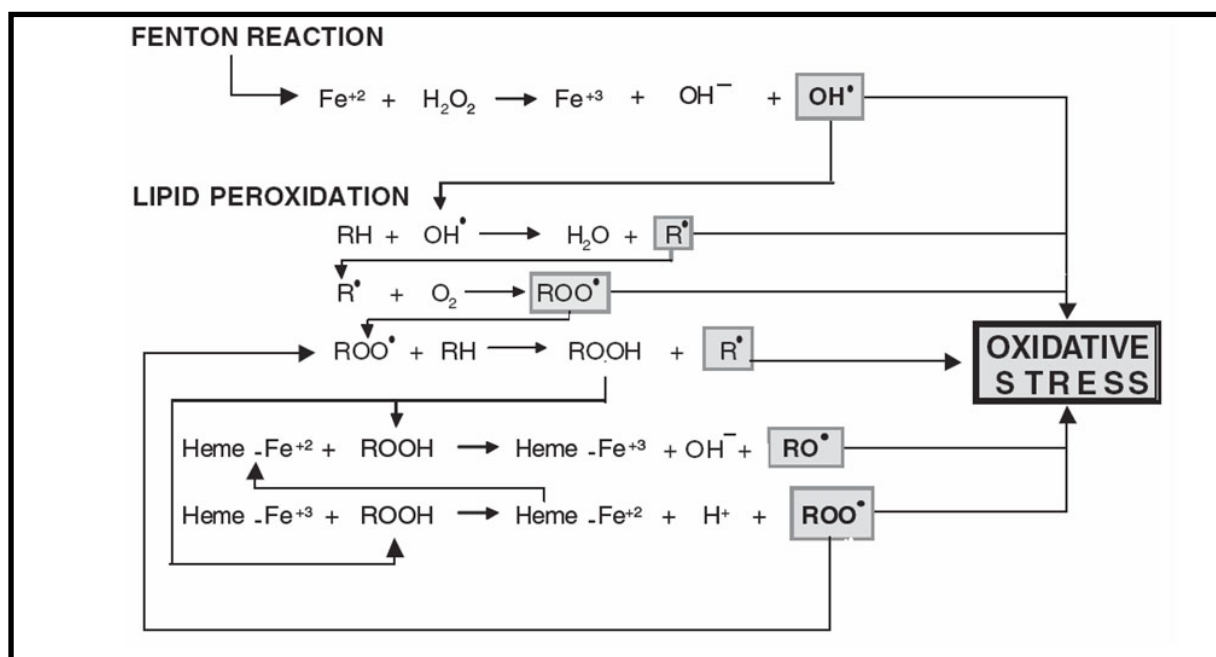 FENTON REACTION
Fe+2 + H2O2 → Fe+3 + OH− + OH•
LIPID PEROXIDATION
RH + OH• → H2O + R•
R• + O2 → ROO•
ROO• + RH → ROOH + R•
OXIDATIVE
STRESS
Heme -Fe+2 + ROOH → Heme -Fe+3 + OH− + RO•
Heme -Fe+3 + ROOH → Heme -Fe+2 + H+ + ROO•